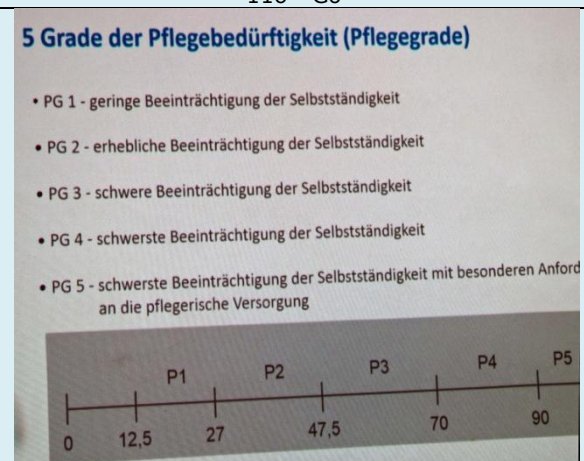 5 Grade der Pflegebedürftigkeit (Pflegegrade)
• PG 1 - geringe Beeinträchtigung der Selbstständigkeit
• PG 2 - erhebliche Beeinträchtigung der Selbstständigkeit
• PG 3 - schwere Beeinträchtigung der Selbstständigkeit
• PG 4 - schwerste Beeinträchtigung der Selbstständigkeit
• PG 5 - schwerste Beeinträchtigung der Selbstständigkeit mit besonderen Anford
an die pflegerische Versorgung
P1 P2 P3 P4 P5
0 12,5 27 47,5 70 90